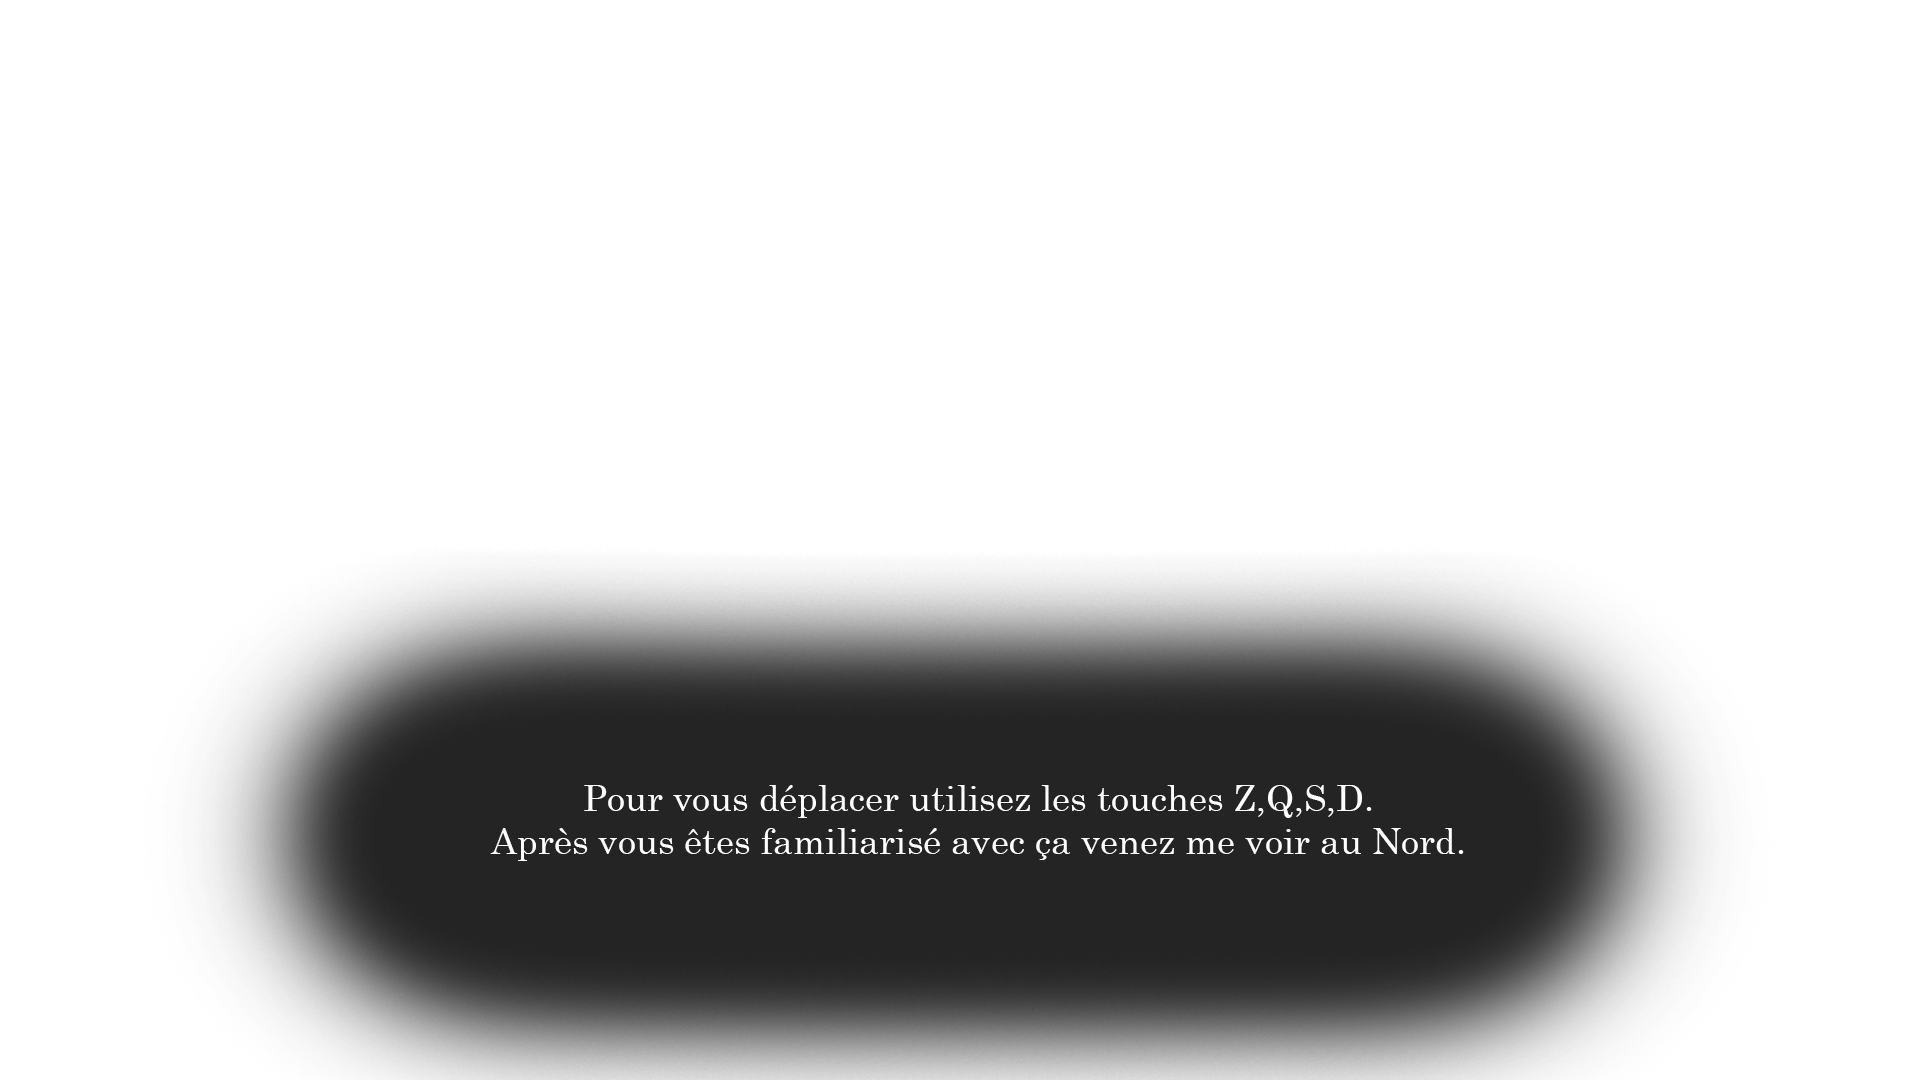 Pour vous déplacer utilisez les touches Z,Q,S,D.
Après vous êtes familiarisé avec ça venez me voir au Nord.